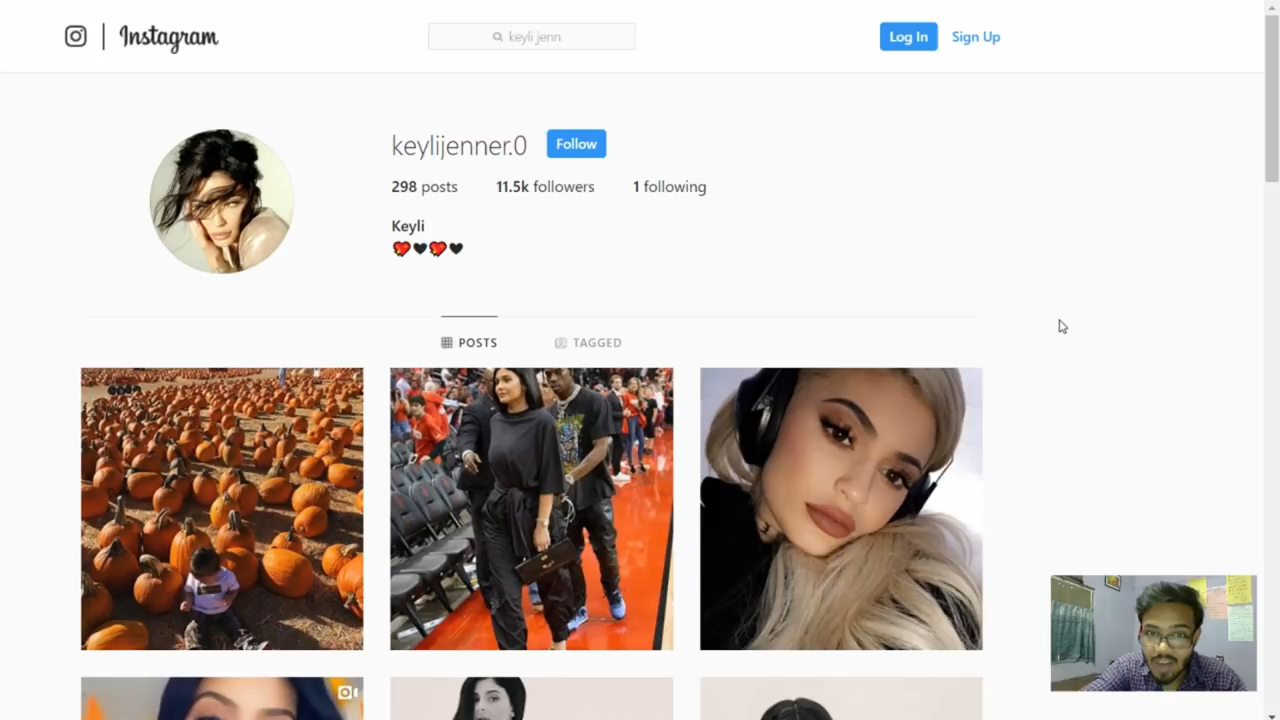 Instagram
keyli jenn
Log In
Sign Up
keylijenner.0
Follow
298 posts
11.5k followers
1 following
Keyli
💖🖤💖🖤
POSTS
TAGGED